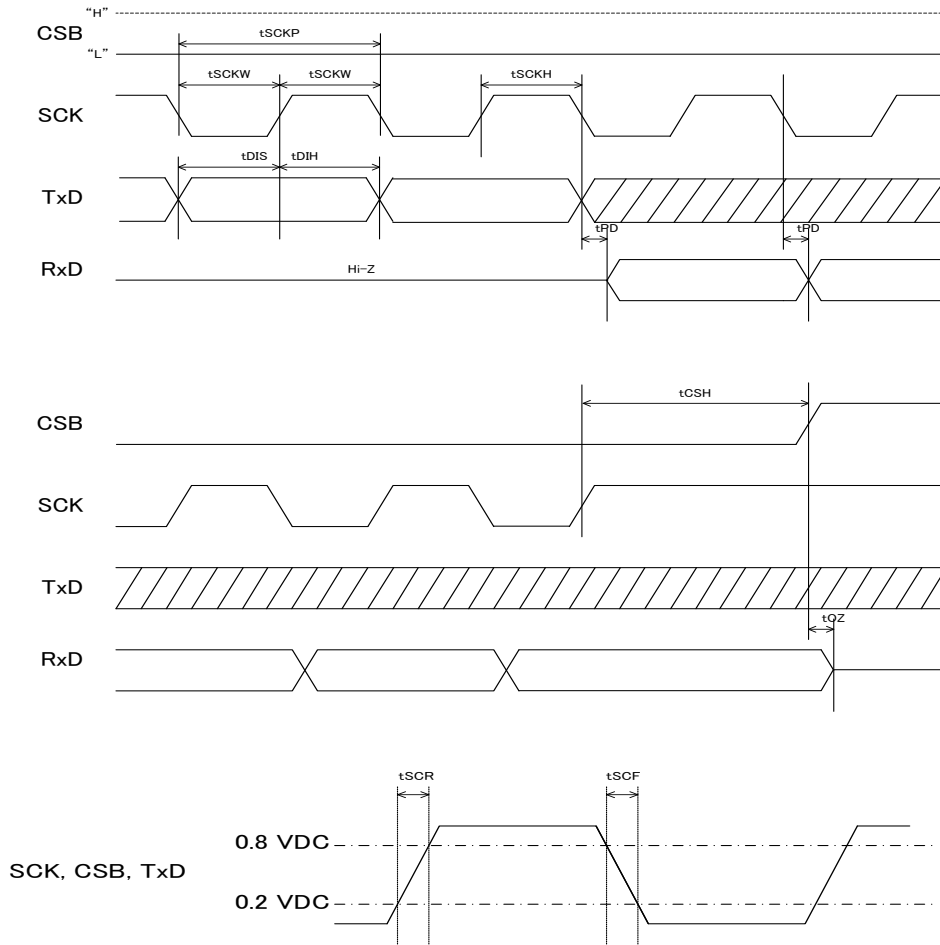 “H”
CSB
“L”
tSCKP
tSCKW tSCKW tSCKH
SCK
tDIS tDIH
TxD
tPD tPD
RxD
Hi-Z
tCSH
CSB
SCK
TxD
tOZ
RxD
tSCR tSCF
0.8 VDC
SCK, CSB, TxD
0.2 VDC